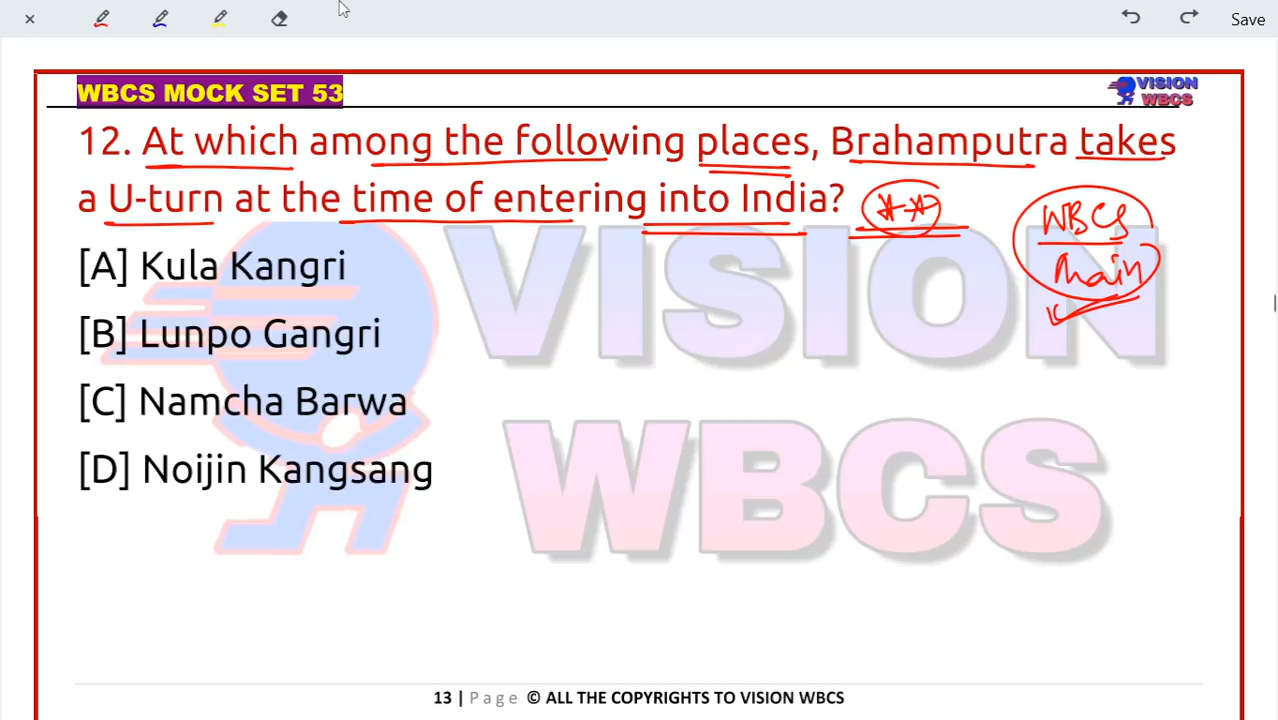 Save
WBCS MOCK SET 53
VISION
WBCS
12. At which among the following places, Brahamputra takes
a U-turn at the time of entering into India? **
WBCS
Main
[A] Kula Kangri
[B] Lunpo Gangri
[C] Namcha Barwa
[D] Noijin Kangsang
VISION
WBCS
13 | Page © ALL THE COPYRIGHTS TO VISION WBCS